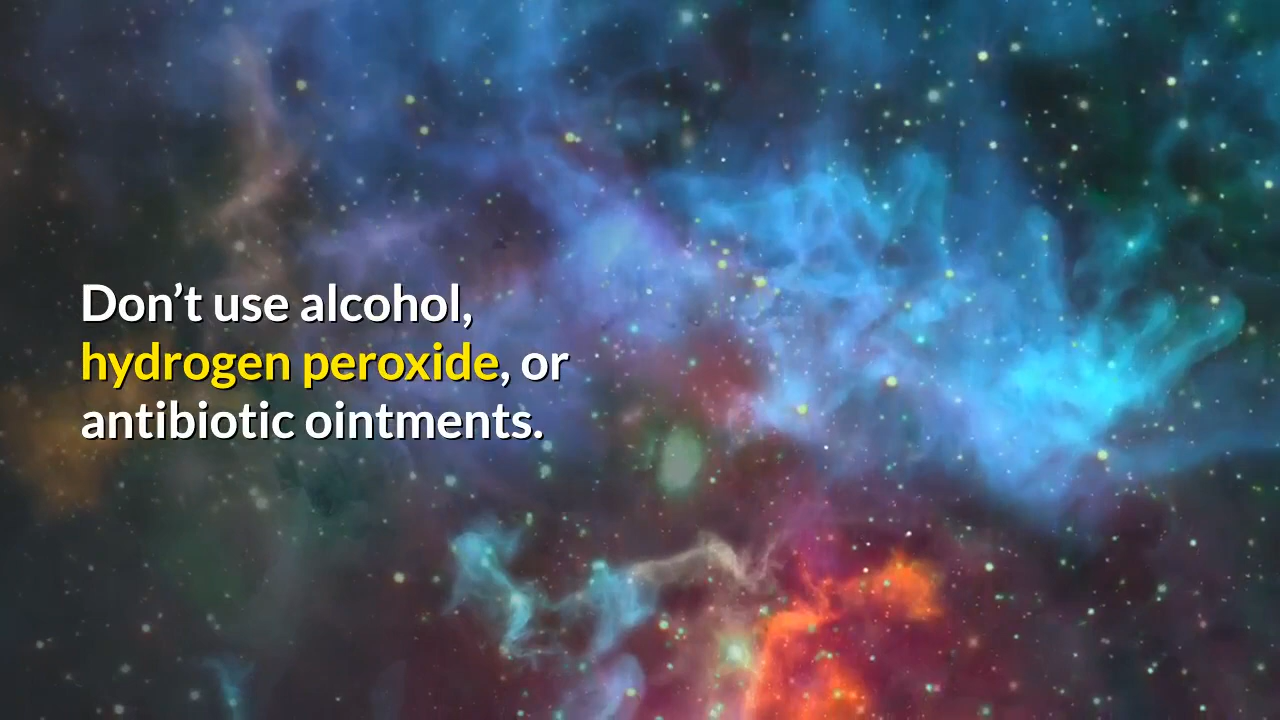 Don’t use alcohol,
hydrogen peroxide, or
antibiotic ointments.